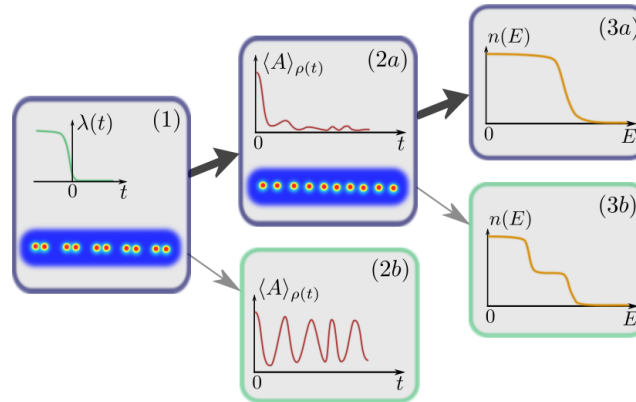 (1)
λ(t)
0
t
(2a)
⟨A⟩ρ(t)
0
t
(2b)
⟨A⟩ρ(t)
0
t
(3a)
n(E)
0
E
(3b)
n(E)
0
E